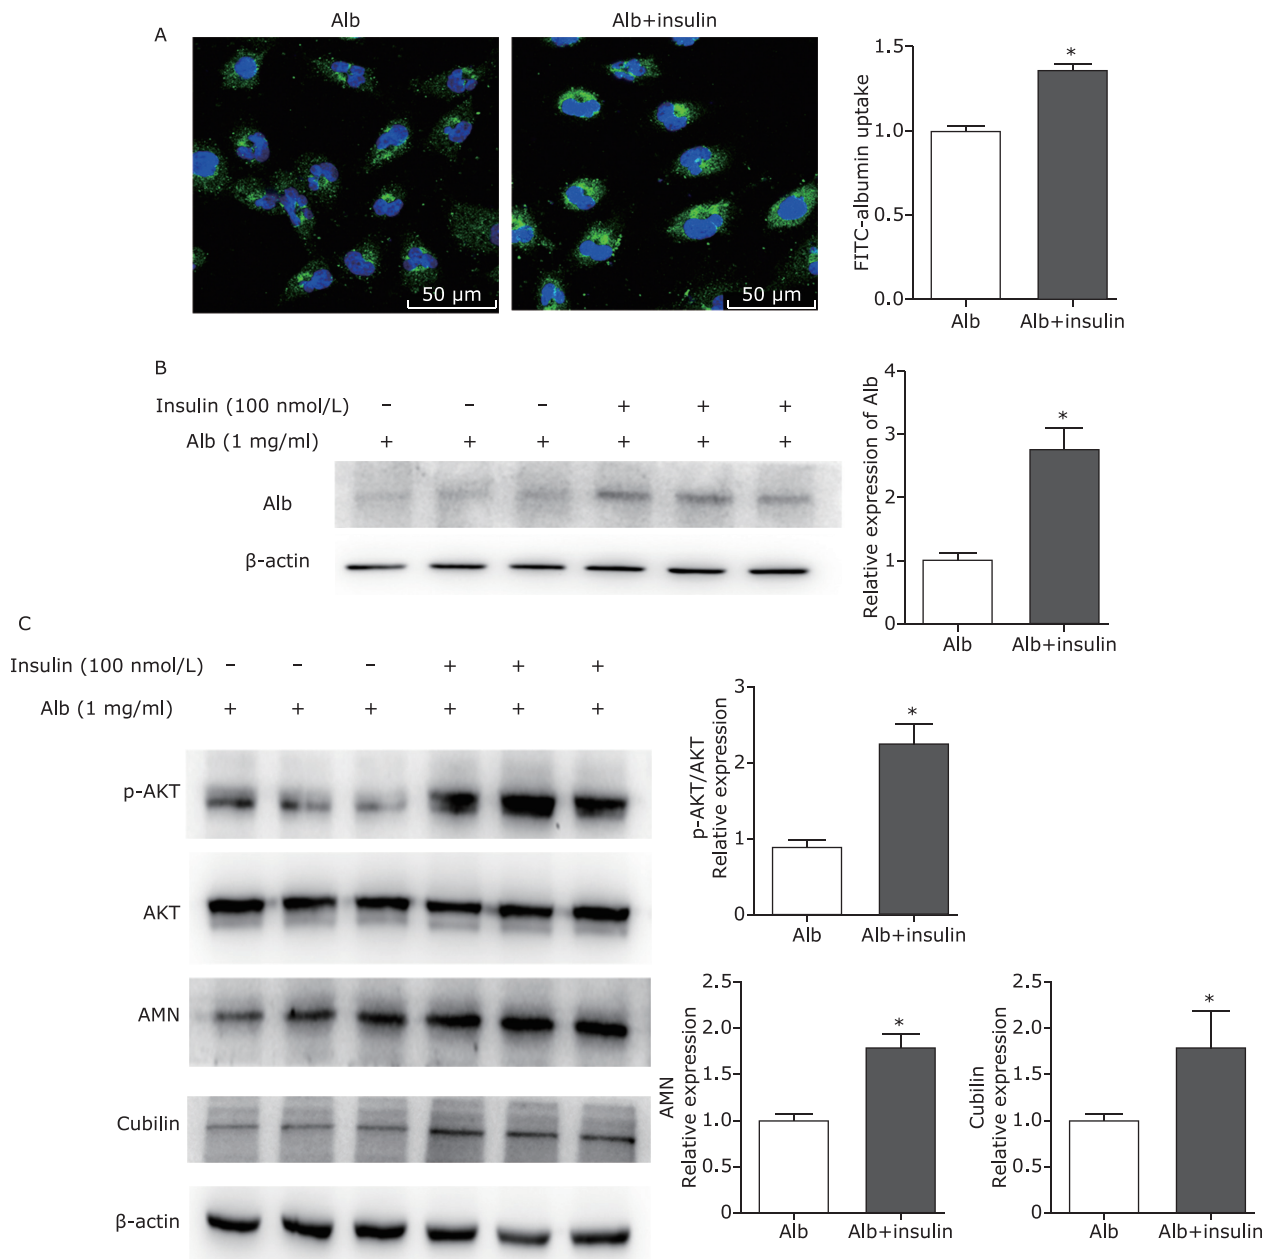 A
Alb
Alb+insulin
50 µm
50 µm
FITC-albumin uptake
1.5
1.0
0.5
0.0
*
Alb
Alb+insulin
B
Insulin (100 nmol/L)
– – – + + +
Alb (1 mg/ml)
+ + + + + +
Alb
β-actin
Relative expression of Alb
4
3
2
1
0
*
Alb
Alb+insulin
C
Insulin (100 nmol/L)
– – – + + +
Alb (1 mg/ml)
+ + + + + +
p-AKT
AKT
AMN
Cubilin
β-actin
p-AKT/AKT
Relative expression
3
2
1
0
*
Alb
Alb+insulin
AMN
Relative expression
2.5
2.0
1.5
1.0
0.5
0
*
Alb
Alb+insulin
Cubilin
Relative expression
2.5
2.0
1.5
1.0
0.5
0
*
Alb
Alb+insulin